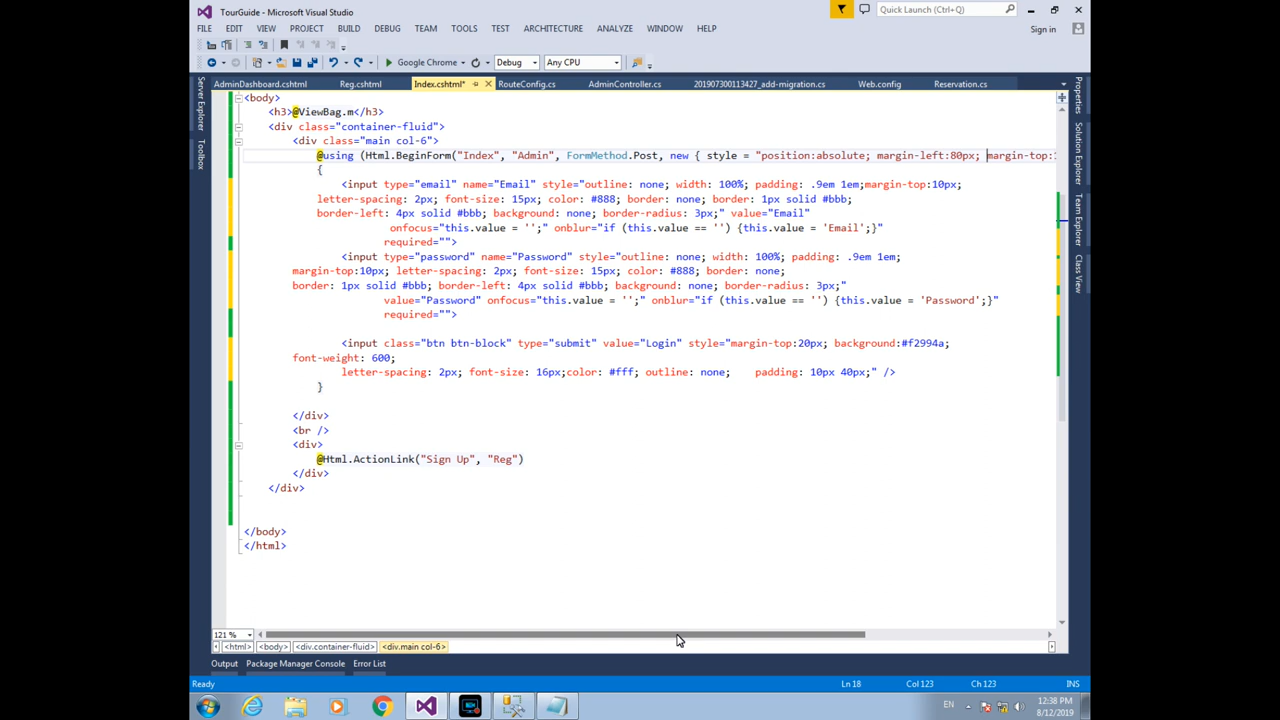 TourGuide - Microsoft Visual Studio
Quick Launch (Ctrl+Q)
FILE EDIT VIEW PROJECT BUILD DEBUG TOOLS TEST ARCHITECTURE ANALYZE WINDOW HELP
Sign in
Google Chrome Debug Any CPU
AdminDashboard.cshtml Reg.cshtml Index.cshtml* RouteConfig.cs AdminController.cs 201907300113427_add-migration.cs Web.config Reservation.cs
Server Explorer
Toolbox
<body>
<h3>@ViewBag.m</h3>
<div class="container-fluid">
<div class="main col-6">
@using (Html.BeginForm("Index", "Admin", FormMethod.Post, new { style = "position:absolute; margin-left:80px; margin-top:
{
<input type="email" name="Email" style="outline: none; width: 100%; padding: .9em 1em;margin-top:10px;
letter-spacing: 2px; font-size: 15px; color: #888; border: none; border: 1px solid #bbb;
border-left: 4px solid #bbb; background: none; border-radius: 3px;" value="Email"
onfocus="this.value = '';" onblur="if (this.value == '') {this.value = 'Email';}"
required="">
<input type="password" name="Password" style="outline: none; width: 100%; padding: .9em 1em;
margin-top:10px; letter-spacing: 2px; font-size: 15px; color: #888; border: none;
border: 1px solid #bbb; border-left: 4px solid #bbb; background: none; border-radius: 3px;"
value="Password" onfocus="this.value = '';" onblur="if (this.value == '') {this.value = 'Password';}"
required="">
<input class="btn btn-block" type="submit" value="Login" style="margin-top:20px; background:#f2994a;
font-weight: 600;
letter-spacing: 2px; font-size: 16px;color: #fff; outline: none; padding: 10px 40px;" />
}
</div>
<br />
<div>
@Html.ActionLink("Sign Up", "Reg")
</div>
</div>
</body>
</html>
Properties
Solution Explorer
Team Explorer
Class View
121 %
<html> <body> <div.container-fluid> <div.main col-6>
Output Package Manager Console Error List
Ready Ln 18 Col 123 Ch 123 INS
EN 12:38 PM
8/12/2019